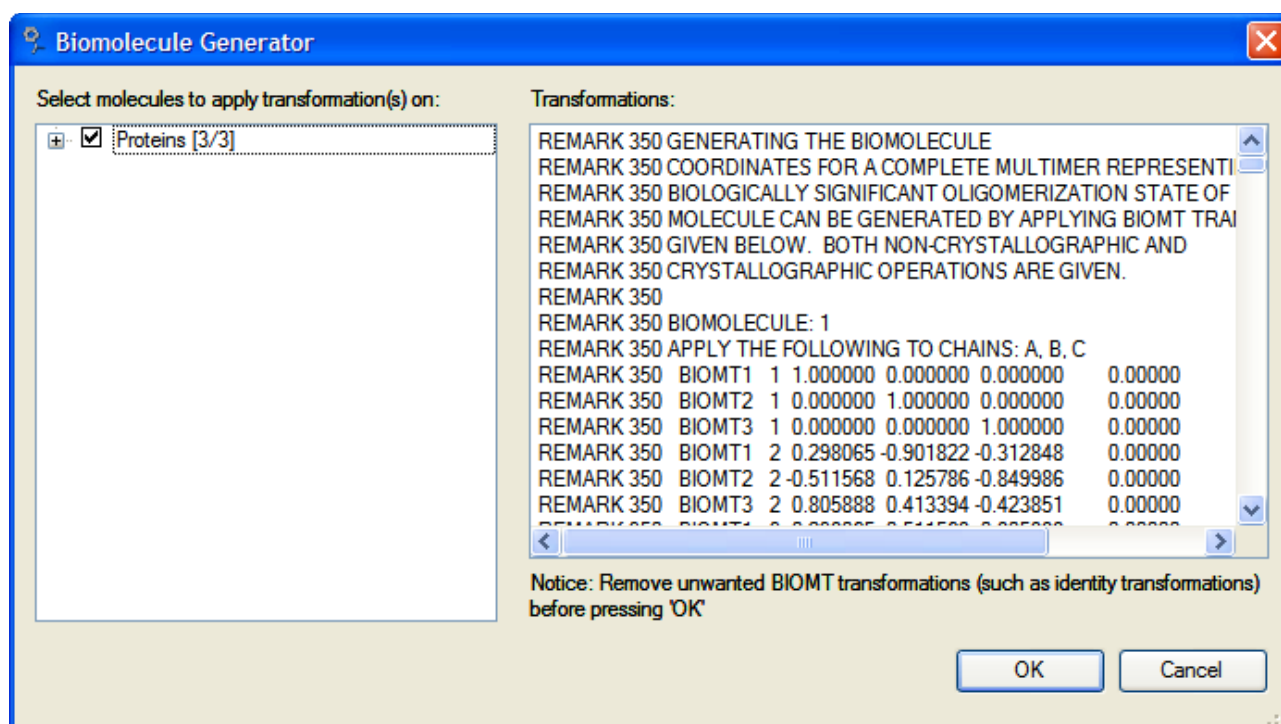 Biomolecule Generator
Select molecules to apply transformation(s) on:
Proteins [3/3]
Transformations:
REMARK 350 GENERATING THE BIOMOLECULE
REMARK 350 COORDINATES FOR A COMPLETE MULTIMER REPRESENTI
REMARK 350 BIOLOGICALLY SIGNIFICANT OLIGOMERIZATION STATE OF
REMARK 350 MOLECULE CAN BE GENERATED BY APPLYING BIOMT TRA
REMARK 350 GIVEN BELOW.  BOTH NON-CRYSTALLOGRAPHIC AND
REMARK 350 CRYSTALLOGRAPHIC OPERATIONS ARE GIVEN.
REMARK 350
REMARK 350 BIOMOLECULE: 1
REMARK 350 APPLY THE FOLLOWING TO CHAINS: A, B, C
REMARK 350   BIOMT1   1  1.000000  0.000000  0.000000        0.00000
REMARK 350   BIOMT2   1  0.000000  1.000000  0.000000        0.00000
REMARK 350   BIOMT3   1  0.000000  0.000000  1.000000        0.00000
REMARK 350   BIOMT1   2  0.298065 -0.901822 -0.312848        0.00000
REMARK 350   BIOMT2   2 -0.511568  0.125786 -0.849986        0.00000
REMARK 350   BIOMT3   2  0.805888  0.413394 -0.423851        0.00000
Notice: Remove unwanted BIOMT transformations (such as identity transformations)
before pressing 'OK'
OK
Cancel